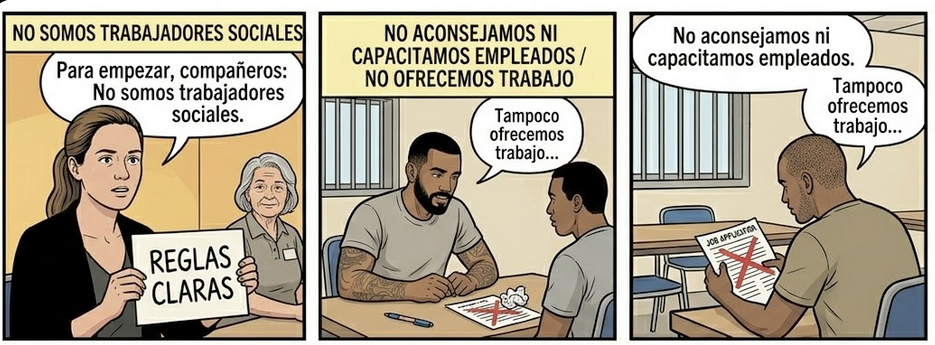 NO SOMOS TRABAJADORES SOCIALES
Para empezar, compañeros:
No somos trabajadores
sociales.
REGLAS
CLARAS
NO ACONSEJAMOS NI
CAPACITAMOS EMPLEADOS /
NO OFRECEMOS TRABAJO
Tampoco
ofrecemos
trabajo...
No aconsejamos ni
capacitamos empleados.
Tampoco
ofrecemos
trabajo...
JOB